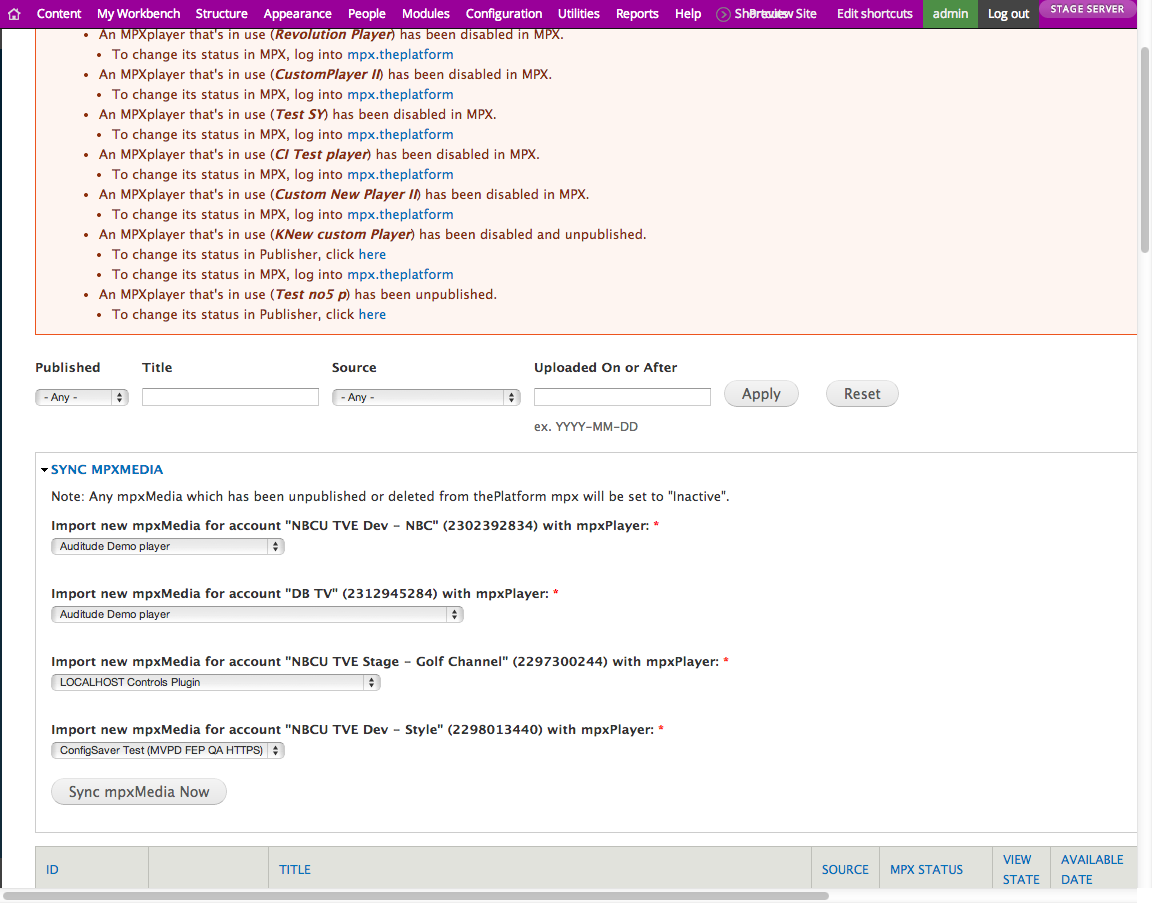 Content My Workbench Structure Appearance People Modules Configuration Utilities Reports Help Site Edit shortcuts admin Log out STAGE SERVER
An MPXplayer that's in use (Revolution Player) has been disabled in MPX.
To change its status in MPX, log into mpx.theplatform
An MPXplayer that's in use (CustomPlayer II) has been disabled in MPX.
To change its status in MPX, log into mpx.theplatform
An MPXplayer that's in use (Test SY) has been disabled in MPX.
To change its status in MPX, log into mpx.theplatform
An MPXplayer that's in use (CI Test player) has been disabled in MPX.
To change its status in MPX, log into mpx.theplatform
An MPXplayer that's in use (Custom New Player II) has been disabled in MPX.
To change its status in MPX, log into mpx.theplatform
An MPXplayer that's in use (KNew custom Player) has been disabled and unpublished.
To change its status in Publisher, click here
To change its status in MPX, log into mpx.theplatform
An MPXplayer that's in use (Test no5 p) has been unpublished.
To change its status in Publisher, click here
Published Title Source Uploaded On or After
- Any - - Any - Apply Reset
ex. YYYY-MM-DD
SYNC MPXMEDIA
Note: Any mpxMedia which has been unpublished or deleted from thePlatform mpx will be set to "Inactive".
Import new mpxMedia for account "NBCU TVE Dev - NBC" (2302392834) with mpxPlayer: *
Auditude Demo player
Import new mpxMedia for account "DB TV" (2312945284) with mpxPlayer: *
Auditude Demo player
Import new mpxMedia for account "NBCU TVE Stage - Golf Channel" (2297300244) with mpxPlayer: *
LOCALHOST Controls Plugin
Import new mpxMedia for account "NBCU TVE Dev - Style" (2298013440) with mpxPlayer: *
ConfigSaver Test (MVPD FEP QA HTTPS)
Sync mpxMedia Now
ID TITLE SOURCE MPX STATUS VIEW STATE AVAILABLE DATE